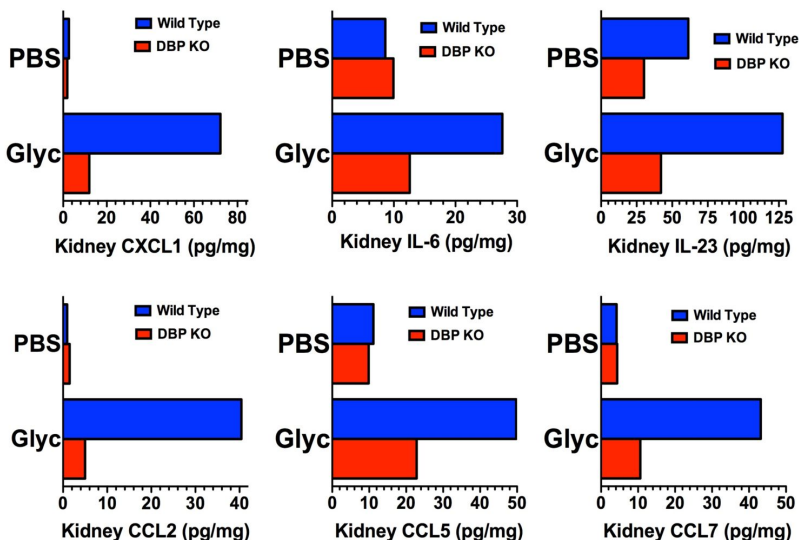 Wild Type
DBP KO
PBS
Glyc
0 20 40 60 80
Kidney CXCL1 (pg/mg)
Wild Type
DBP KO
PBS
Glyc
0 10 20 30
Kidney IL-6 (pg/mg)
Wild Type
DBP KO
PBS
Glyc
0 25 50 75 100 130
Kidney IL-23 (pg/mg)
Wild Type
DBP KO
PBS
Glyc
0 10 20 30 40
Kidney CCL2 (pg/mg)
Wild Type
DBP KO
PBS
Glyc
0 10 20 30 40 50
Kidney CCL5 (pg/mg)
Wild Type
DBP KO
PBS
Glyc
0 10 20 30 40 50
Kidney CCL7 (pg/mg)